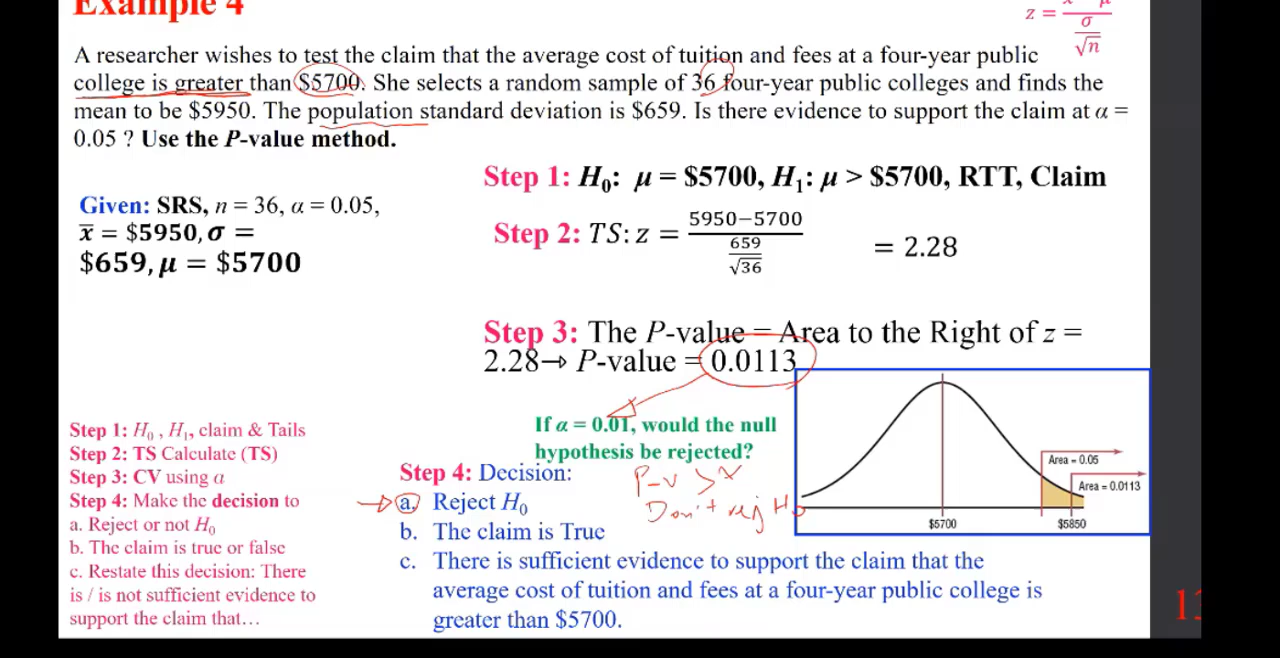 Example 4
z = x̄ − μ / σ / √n
A researcher wishes to test the claim that the average cost of tuition and fees at a four-year public
college is greater than $5700. She selects a random sample of 36 four-year public colleges and finds the
mean to be $5950. The population standard deviation is $659. Is there evidence to support the claim at α =
0.05 ? Use the P-value method.
Given: SRS, n = 36, α = 0.05,
x̄ = $5950, σ =
$659, μ = $5700
Step 1: H₀: μ = $5700, H₁: μ > $5700, RTT, Claim
Step 2: TS: z = 5950−5700 / 659 / √36 = 2.28
Step 3: The P-value = Area to the Right of z =
2.28→ P-value = 0.0113
If α = 0.01, would the null
hypothesis be rejected?
P-v > α
Don't rej H₀
Step 4: Decision:
a. Reject H₀
b. The claim is True
c. There is sufficient evidence to support the claim that the
average cost of tuition and fees at a four-year public college is
greater than $5700.
Step 1: H₀ , H₁, claim & Tails
Step 2: TS Calculate (TS)
Step 3: CV using α
Step 4: Make the decision to
a. Reject or not H₀
b. The claim is true or false
c. Restate this decision: There
is / is not sufficient evidence to
support the claim that…
Area = 0.05
Area = 0.0113
$5700
$5850